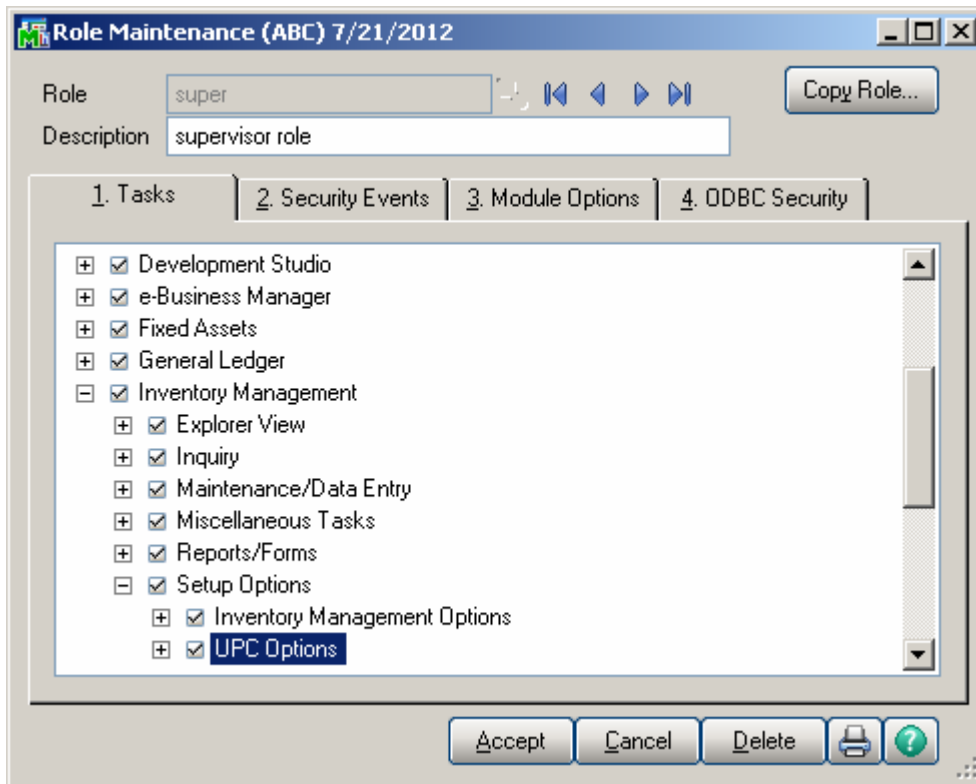 Role Maintenance (ABC) 7/21/2012
Role super Copy Role...
Description supervisor role
1. Tasks 2. Security Events 3. Module Options 4. ODBC Security
Development Studio
e-Business Manager
Fixed Assets
General Ledger
Inventory Management
Explorer View
Inquiry
Maintenance/Data Entry
Miscellaneous Tasks
Reports/Forms
Setup Options
Inventory Management Options
UPC Options
Accept Cancel Delete